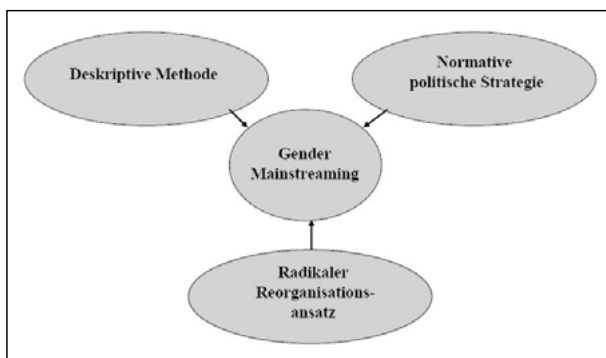 Deskriptive Methode
Normative
politische Strategie
Gender
Mainstreaming
Radikaler
Reorganisations-
ansatz